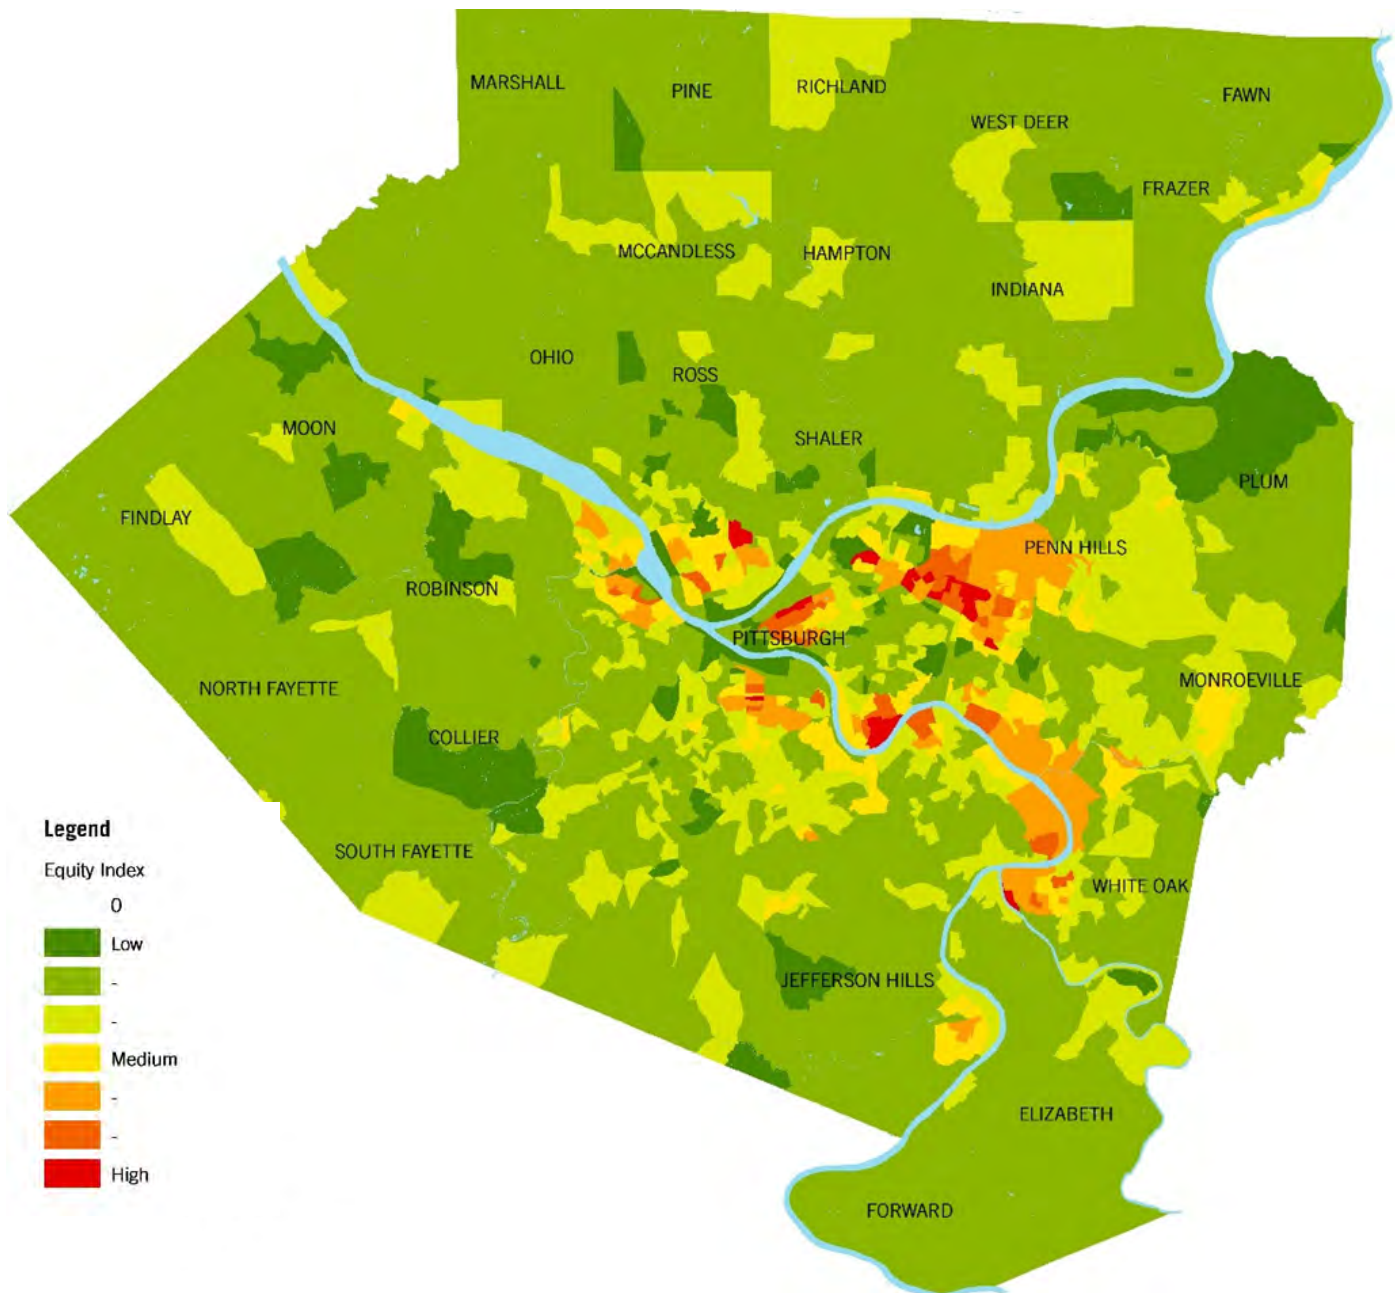 MARSHALL
PINE
RICHLAND
FAWN
WEST DEER
FRAZER
MCCANDLESS
HAMPTON
INDIANA
OHIO
ROSS
MOON
SHALER
PLUM
FINDLAY
PENN HILLS
ROBINSON
PITTSBURGH
NORTH FAYETTE
MONROEVILLE
COLLIER
SOUTH FAYETTE
WHITE OAK
JEFFERSON HILLS
ELIZABETH
FORWARD
Legend
Equity Index
0
Low
-
-
Medium
-
-
High